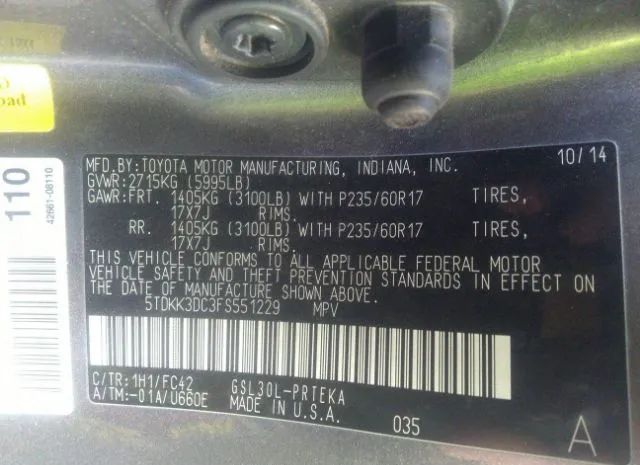 oad
110
42661-08110
MFD.BY:TOYOTA MOTOR MANUFACTURING, INDIANA, INC. 10/14
GVWR:2715KG (5995LB)
GAWR:FRT. 1405KG (3100LB) WITH P235/60R17 TIRES,
17X7J RIMS.
RR. 1405KG (3100LB) WITH P235/60R17 TIRES,
17X7J RIMS.
THIS VEHICLE CONFORMS TO ALL APPLICABLE FEDERAL MOTOR
VEHICLE SAFETY AND THEFT PREVENTION STANDARDS IN EFFECT ON
THE DATE OF MANUFACTURE SHOWN ABOVE.
5TDKK3DC3FS551229 MPV
C/TR:1H1/FC42 GSL30L-PRTEKA
A/TM:-01A/U660E MADE IN U.S.A. 035 A